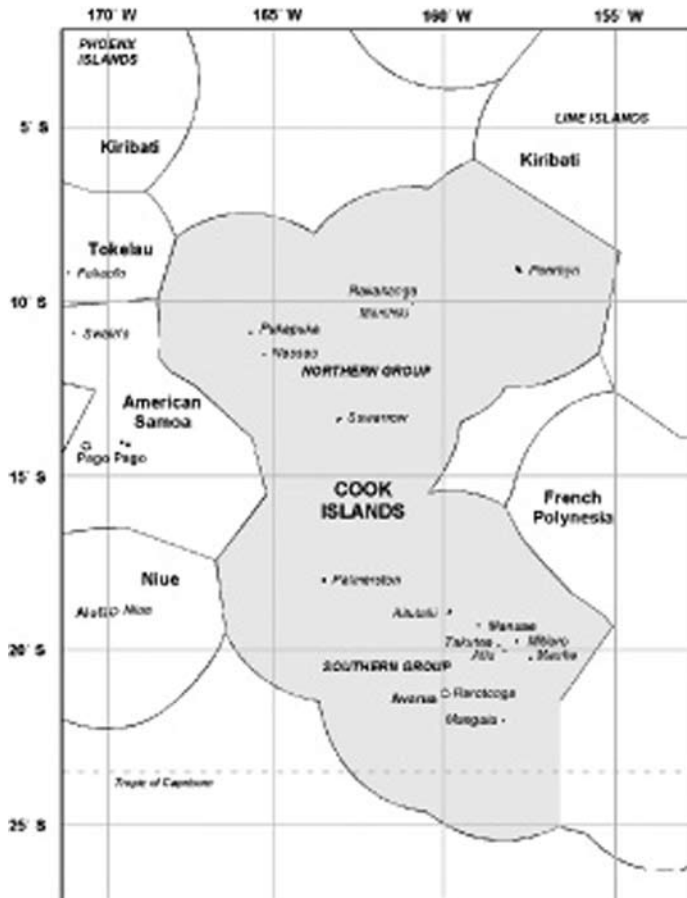 170° W 165° W 160° W 155° W
PHOENIX
ISLANDS
5° S
LINE ISLANDS
Kiribati
Kiribati
Tokelau
Fakaofo
Penrhyn
Rakahanga
10° S
Manihiki
Swains
Pukapuka
Nassau
NORTHERN GROUP
American
Samoa
Suwarrow
Pago Pago
15° S
COOK
ISLANDS
French
Polynesia
Niue
Palmerston
Alofi Niue
Aitutaki
Manuae
Takutea
Mitiaro
20° S
Atiu
Mauke
SOUTHERN GROUP
Avarua
Rarotonga
Mangaia
Tropic of Capricorn
25° S